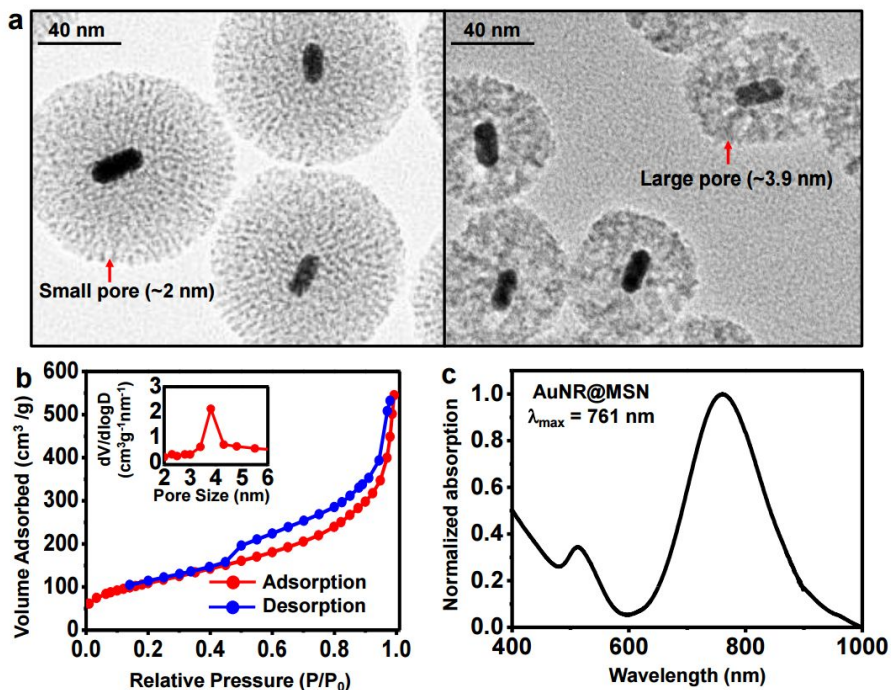 a
40 nm
40 nm
Small pore (~2 nm)
Large pore (~3.9 nm)
b
Volume Adsorbed (cm³ /g)
600
500
400
300
200
100
0
0.0 0.2 0.4 0.6 0.8 1.0
Relative Pressure (P/P₀)
dV/dlogD
(cm³g⁻¹nm⁻¹)
3
2
1
0
2 3 4 5 6
Pore Size (nm)
Adsorption
Desorption
c
AuNR@MSN
λmax = 761 nm
Normalized absorption
1.0
0.8
0.6
0.4
0.2
0.0
400 600 800 1000
Wavelength (nm)